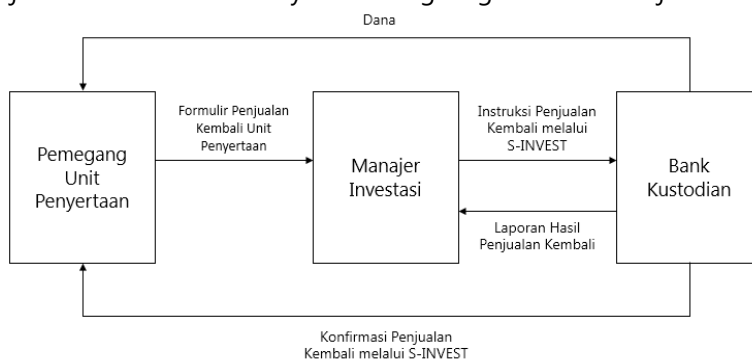 Dana
Formulir Penjualan
Kembali Unit
Penyertaan
Instruksi Penjualan
Kembali melalui
S-INVEST
Pemegang
Unit
Penyertaan
Manajer
Investasi
Bank
Kustodian
Laporan Hasil
Penjualan Kembali
Konfirmasi Penjualan
Kembali melalui S-INVEST